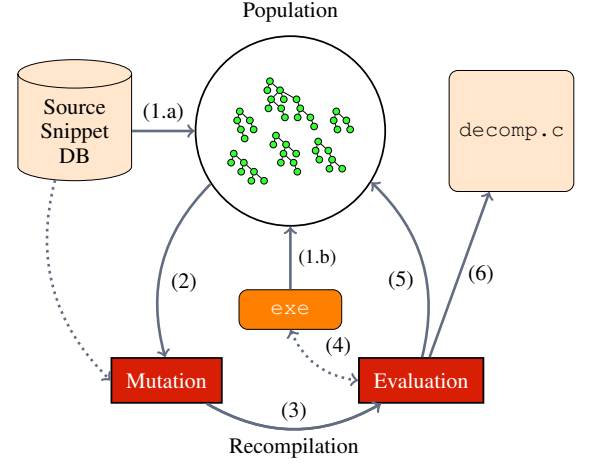 Population
Source
Snippet
DB
(1.a)
decomp.c
(1.b)
(2)
(5)
(6)
exe
(4)
Mutation
Evaluation
(3)
Recompilation